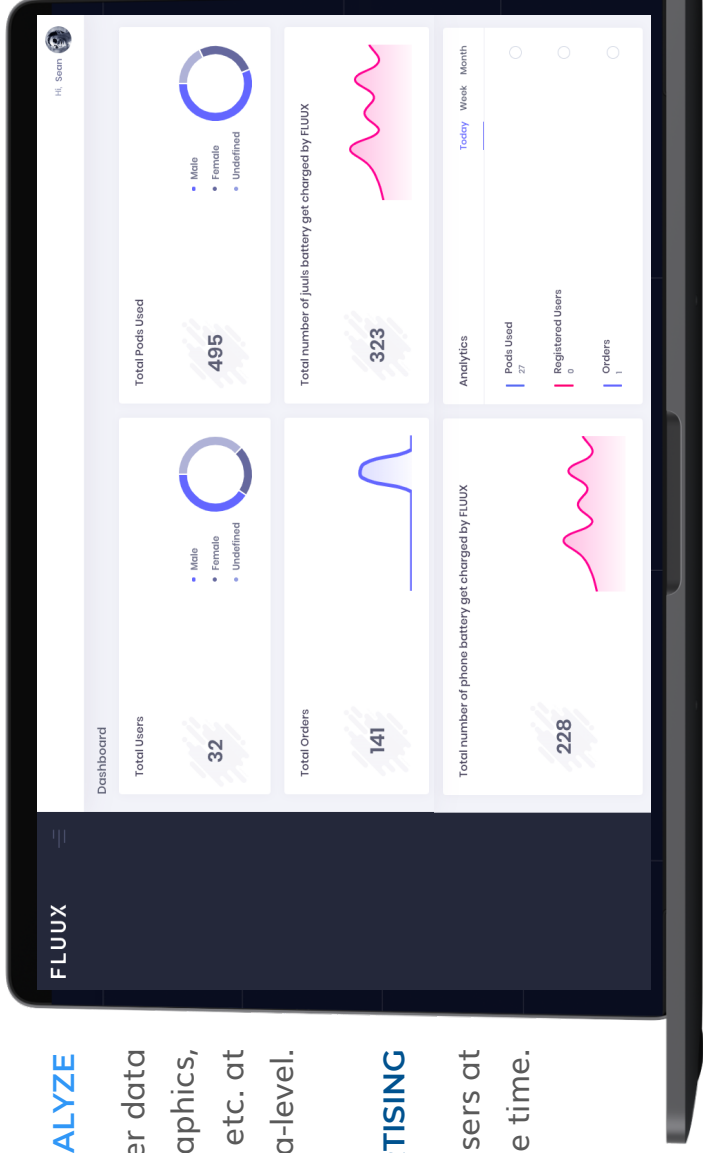 ALYZE
er data
aphics,
etc. at
a-level.
TISING
sers at
e time.
FLUUX
Hi, Sean
Dashboard
Total Users
32
Male
Female
Undefined
Total Pods Used
495
Male
Female
Undefined
Total Orders
141
Total number of juuls battery get charged by FLUUX
323
Total number of phone battery get charged by FLUUX
228
Analytics
Today Week Month
Pods Used
27
Registered Users
0
Orders
1